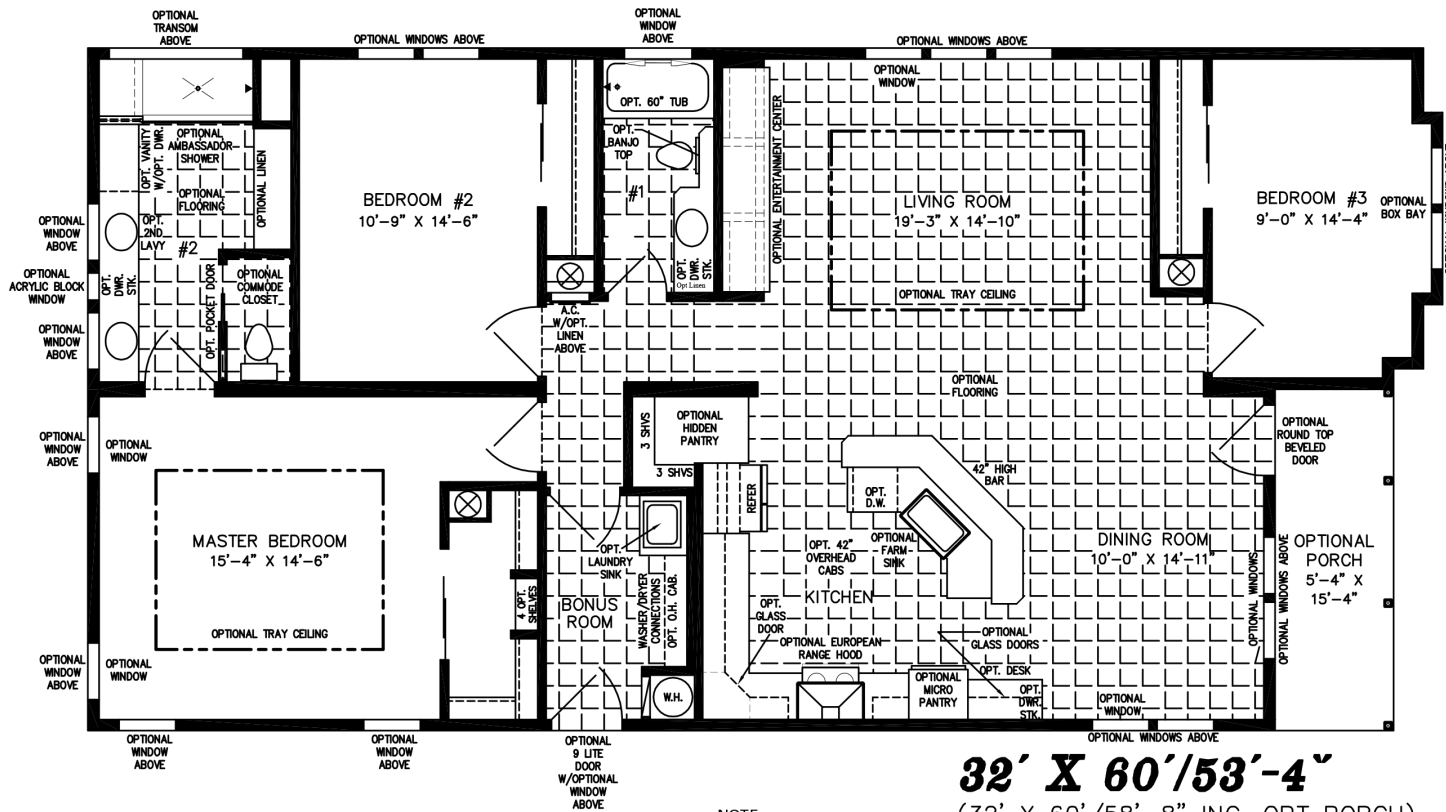 OPTIONAL
TRANSOM
ABOVE
OPTIONAL WINDOWS ABOVE
OPTIONAL
WINDOW
ABOVE
OPTIONAL WINDOWS ABOVE
OPTIONAL
WINDOW
OPT. 60" TUB
OPT.
BANJO
TOP
#1
OPT.
DWR.
STK.
Opt Linen
OPTIONAL ENTERTAINMENT CENTER
OPT. VANITY
W/OPT. DWR.
OPTIONAL
AMBASSADOR
SHOWER
OPTIONAL
FLOORING
OPTIONAL LINEN
OPT.
2ND
LAVY
#2
OPT.
DWR.
STK.
OPT. POCKET DOOR
OPTIONAL
COMMODE
CLOSET
OPTIONAL
WINDOW
ABOVE
OPTIONAL
ACRYLIC BLOCK
WINDOW
OPTIONAL
WINDOW
ABOVE
BEDROOM #2
10'-9" X 14'-6"
LIVING ROOM
19'-3" X 14'-10"
OPTIONAL TRAY CEILING
BEDROOM #3
9'-0" X 14'-4"
OPTIONAL
BOX BAY
A.C.
W/OPT.
LINEN
ABOVE
OPTIONAL
FLOORING
OPTIONAL
WINDOW
ABOVE
OPTIONAL
WINDOW
MASTER BEDROOM
15'-4" X 14'-6"
OPTIONAL TRAY CEILING
OPTIONAL
WINDOW
ABOVE
OPTIONAL
WINDOW
4 OPT.
SHELVES
3 SHVS
OPTIONAL
HIDDEN
PANTRY
3 SHVS
REFER
OPT.
LAUNDRY
SINK
BONUS
ROOM
WASHER/DRYER
CONNECTIONS
OPT. O.H. CAB.
W.H.
OPT.
D.W.
42" HIGH
BAR
OPTIONAL
FARM
SINK
OPT. 42"
OVERHEAD
CABS
KITCHEN
OPT.
GLASS
DOOR
OPTIONAL EUROPEAN
RANGE HOOD
OPTIONAL
GLASS DOORS
OPTIONAL
MICRO
PANTRY
OPT. DESK
OPT.
DWR.
STK.
DINING ROOM
10'-0" X 14'-11"
OPTIONAL WINDOWS
OPTIONAL WINDOWS ABOVE
OPTIONAL
ROUND TOP
BEVELED
DOOR
OPTIONAL
PORCH
5'-4" X
15'-4"
OPTIONAL
WINDOW
OPTIONAL WINDOWS ABOVE
OPTIONAL
WINDOW
ABOVE
OPTIONAL
WINDOW
ABOVE
OPTIONAL
9 LITE
DOOR
W/OPTIONAL
WINDOW
ABOVE
32' X 60'/53'-4"